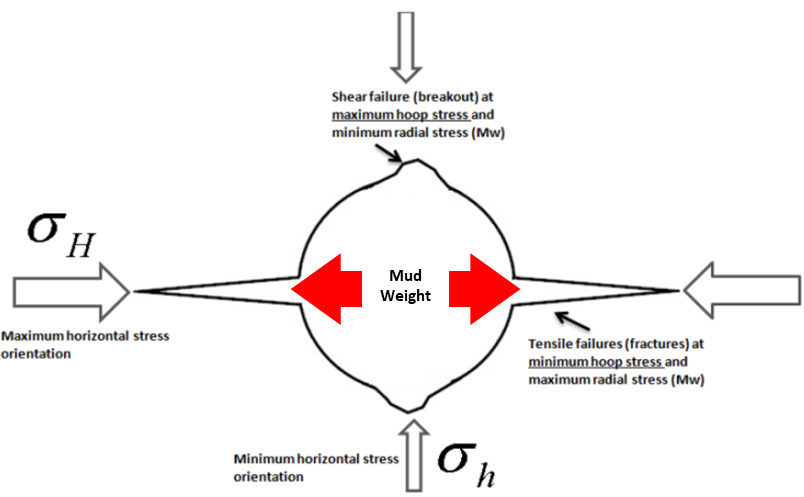 Shear failure (breakout) at
maximum hoop stress and
minimum radial stress (Mw)
σH
Mud
Weight
Maximum horizontal stress
orientation
Tensile failures (fractures) at
minimum hoop stress and
maximum radial stress (Mw)
Minimum horizontal stress
orientation
σh